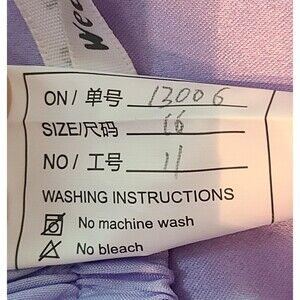 ON / 单号 13006
SIZE/尺码 16
NO / 工号 11
WASHING INSTRUCTIONS
No machine wash
No bleach